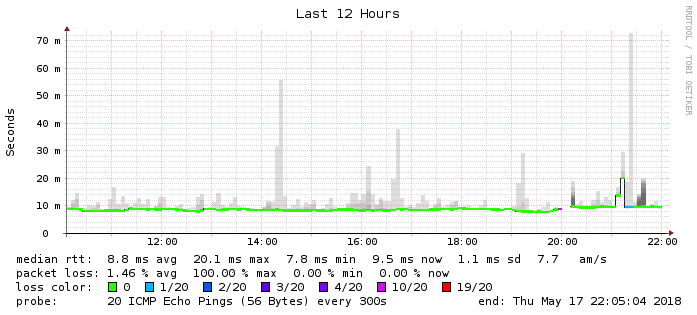 Last 12 Hours
RRDTOOL / TOBI OETIKER
Seconds
70 m
60 m
50 m
40 m
30 m
20 m
10 m
0
12:00 14:00 16:00 18:00 20:00 22:00
median rtt: 8.8 ms avg 20.1 ms max 7.8 ms min 9.5 ms now 1.1 ms sd 7.7 am/s
packet loss: 1.46 % avg 100.00 % max 0.00 % min 0.00 % now
loss color: 0 1/20 2/20 3/20 4/20 10/20 19/20
probe: 20 ICMP Echo Pings (56 Bytes) every 300s end: Thu May 17 22:05:04 2018